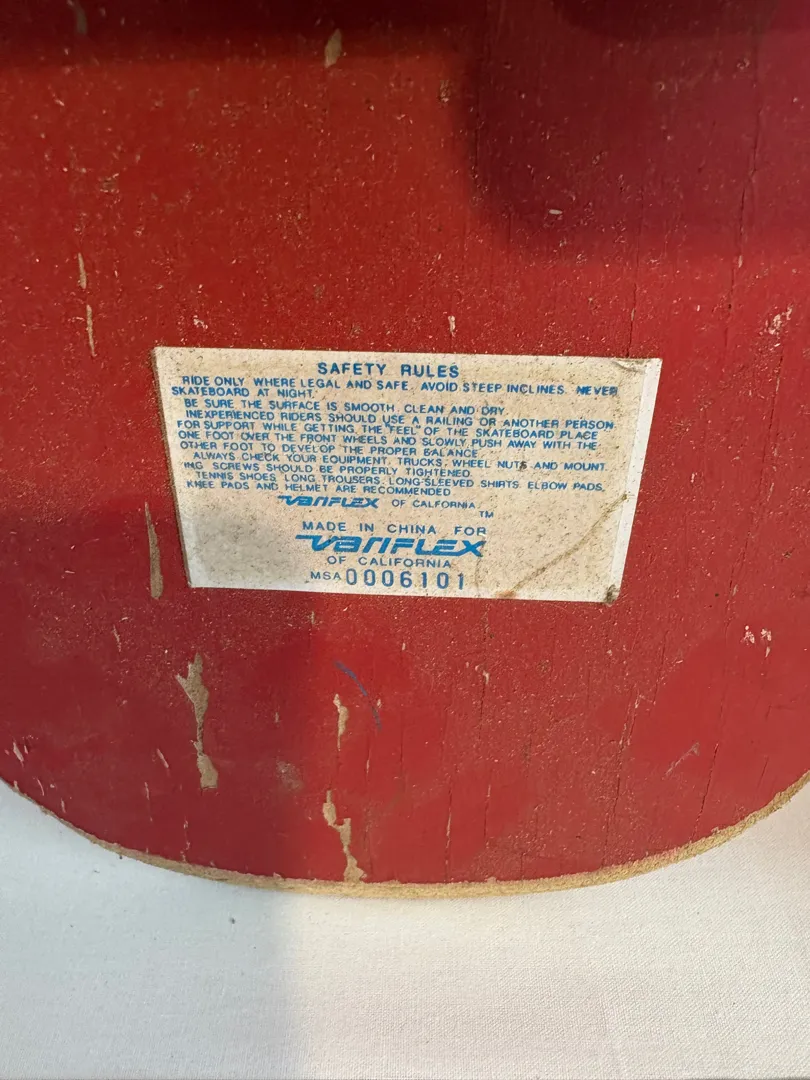 SAFETY RULES
RIDE ONLY WHERE LEGAL AND SAFE. AVOID STEEP INCLINES. NEVER
SKATEBOARD AT NIGHT.
BE SURE THE SURFACE IS SMOOTH, CLEAN AND DRY.
INEXPERIENCED RIDERS SHOULD USE A RAILING OR ANOTHER PERSON
FOR SUPPORT WHILE GETTING THE "FEEL" OF THE SKATEBOARD. PLACE
ONE FOOT OVER THE FRONT WHEELS AND SLOWLY PUSH AWAY WITH THE
OTHER FOOT TO DEVELOP THE PROPER BALANCE.
ALWAYS CHECK YOUR EQUIPMENT, TRUCKS, WHEEL NUTS AND MOUNT
ING SCREWS SHOULD BE PROPERLY TIGHTENED.
TENNIS SHOES, LONG TROUSERS, LONG-SLEEVED SHIRTS, ELBOW PADS,
KNEE PADS AND HELMET ARE RECOMMENDED
VARIFLEX OF CALFORNIA
TM
MADE IN CHINA FOR
VARIFLEX
OF CALIFORNIA
MSA 0006101